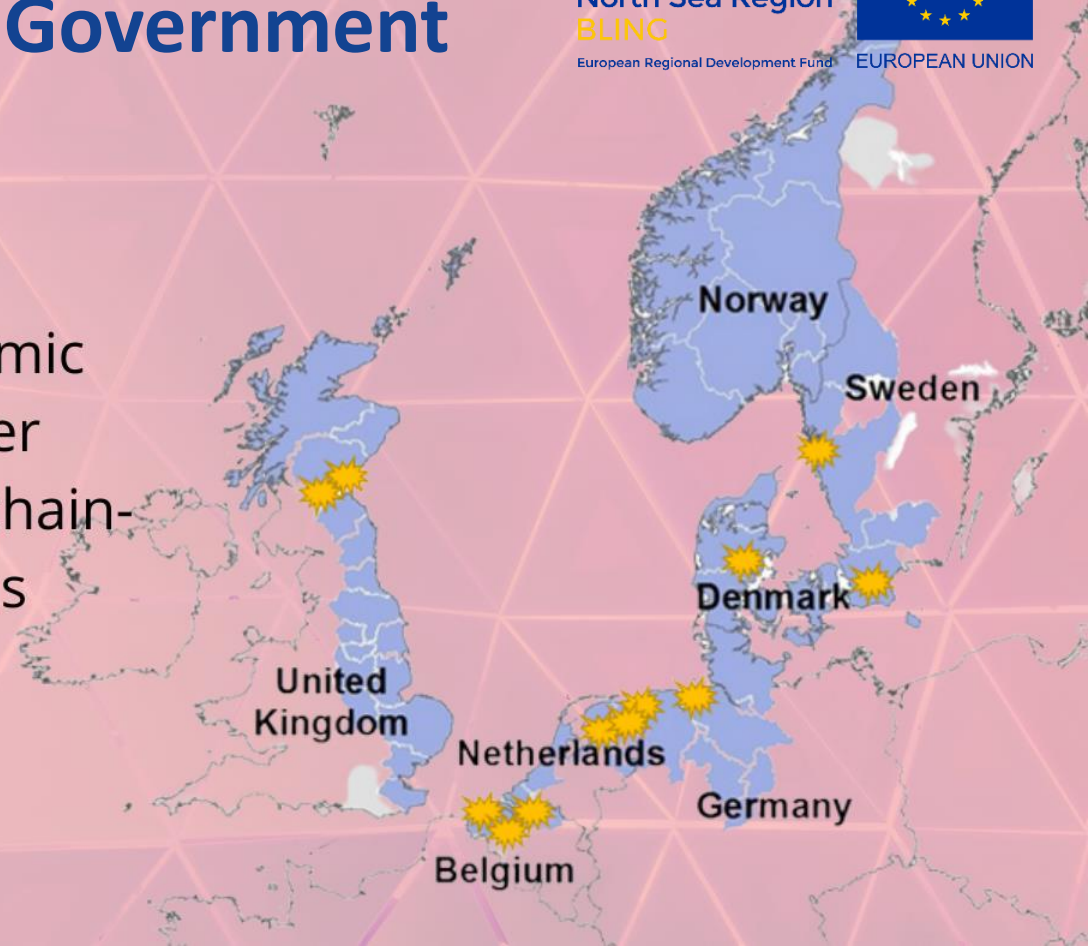 Government
North Sea Region
BLING
European Regional Development Fund
EUROPEAN UNION
mic
er
hain-
s
Norway
Sweden
Denmark
United
Kingdom
Netherlands
Germany
Belgium